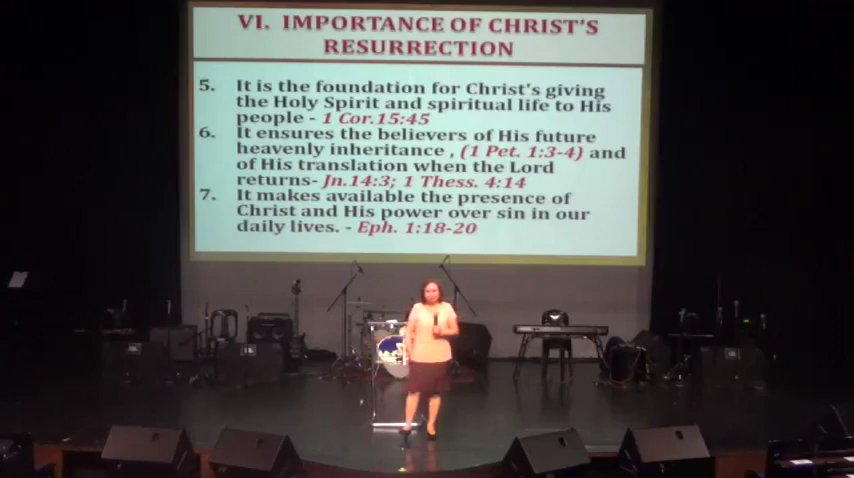 VI. IMPORTANCE OF CHRIST'S
RESURRECTION
5. It is the foundation for Christ's giving
the Holy Spirit and spiritual life to His
people - 1 Cor.15:45
6. It ensures the believers of His future
heavenly inheritance , (1 Pet. 1:3-4) and
of His translation when the Lord
returns- Jn.14:3; 1 Thess. 4:14
7. It makes available the presence of
Christ and His power over sin in our
daily lives. - Eph. 1:18-20